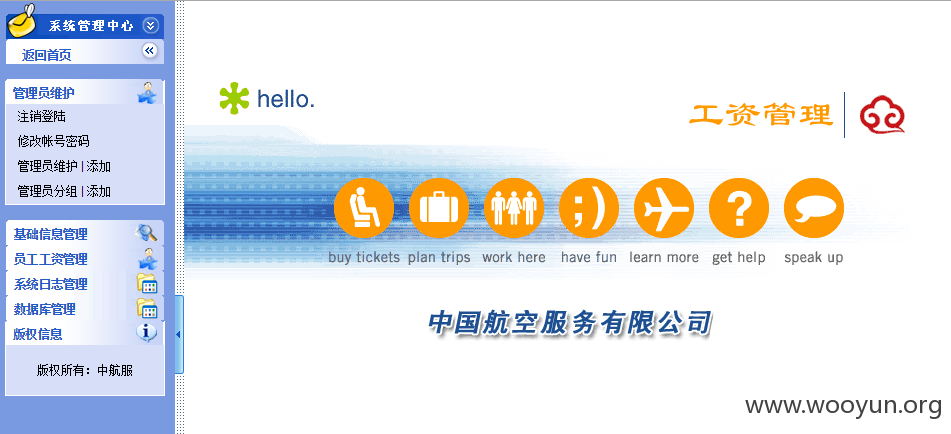 系统管理中心
返回首页
管理员维护
注销登陆
修改帐号密码
管理员维护 | 添加
管理员分组 | 添加
基础信息管理
员工工资管理
系统日志管理
数据库管理
版权信息
版权所有：中航服
hello.
工资管理
buy tickets plan trips work here have fun learn more get help speak up
中国航空服务有限公司
www.wooyun.org